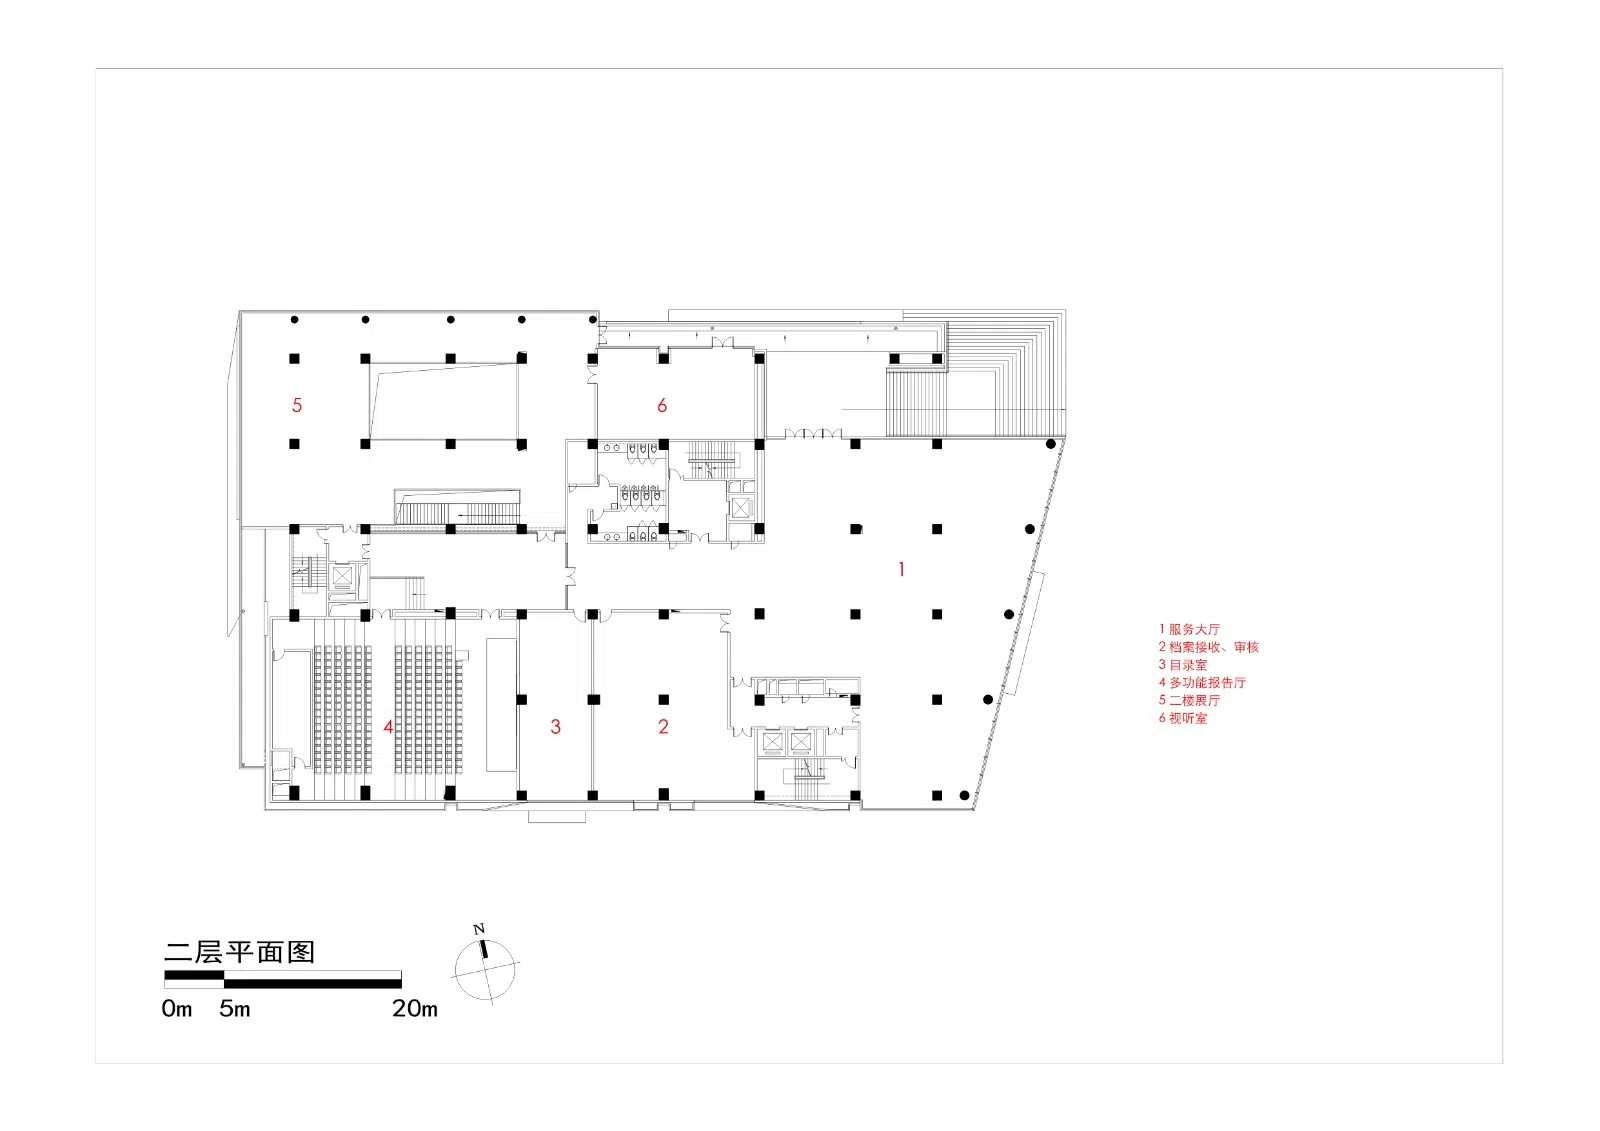 5
6
1
1 服务大厅
2 档案接收、审核
3 目录室
4 多功能报告厅
5 二楼展厅
6 视听室
4
3
2
N
二层平面图
0m 5m 20m